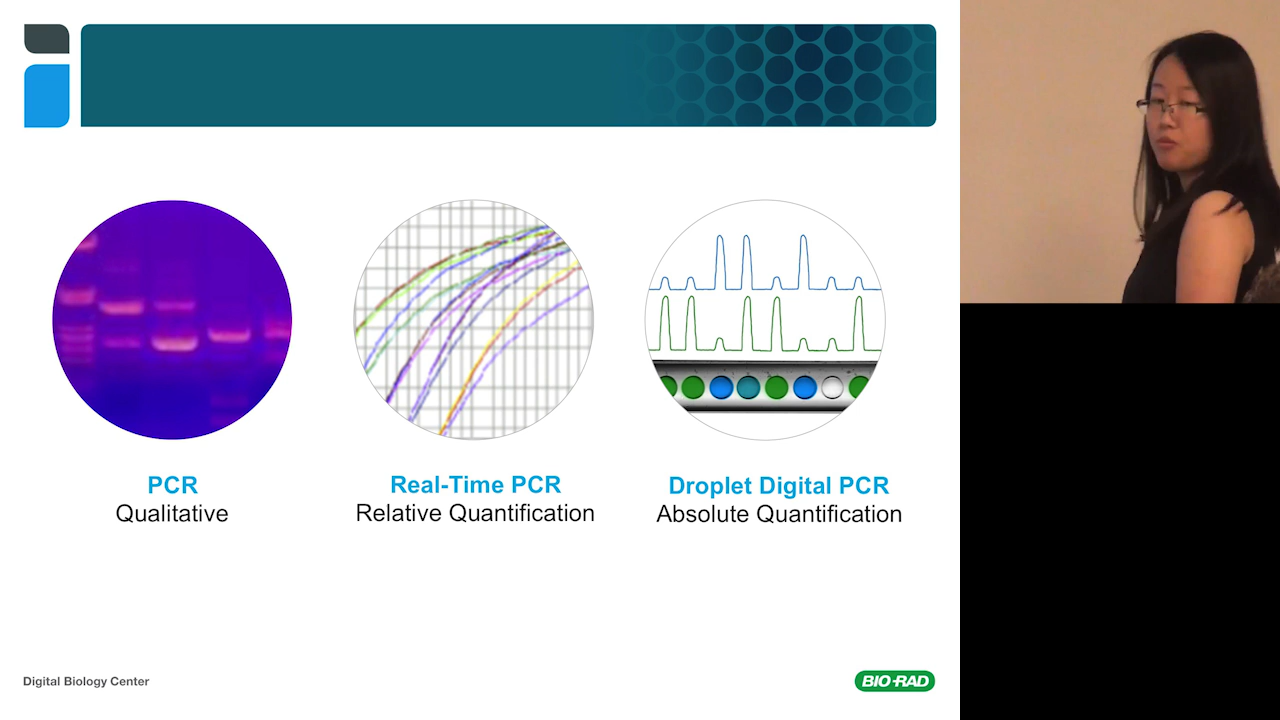 PCR
Qualitative
Real-Time PCR
Relative Quantification
Droplet Digital PCR
Absolute Quantification
Digital Biology Center
BIO-RAD